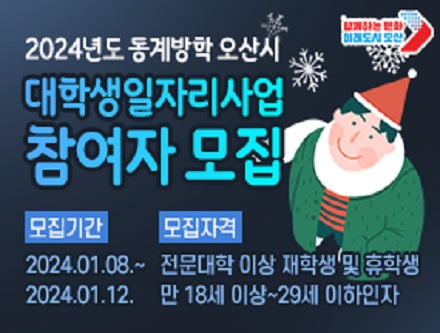 함께하는 변화
미래도시 오산
2024년도 동계방학 오산시
대학생일자리사업
참여자 모집
모집기간
2024.01.08.~
2024.01.12.
모집자격
전문대학 이상 재학생 및 휴학생
만 18세 이상~29세 이하인자